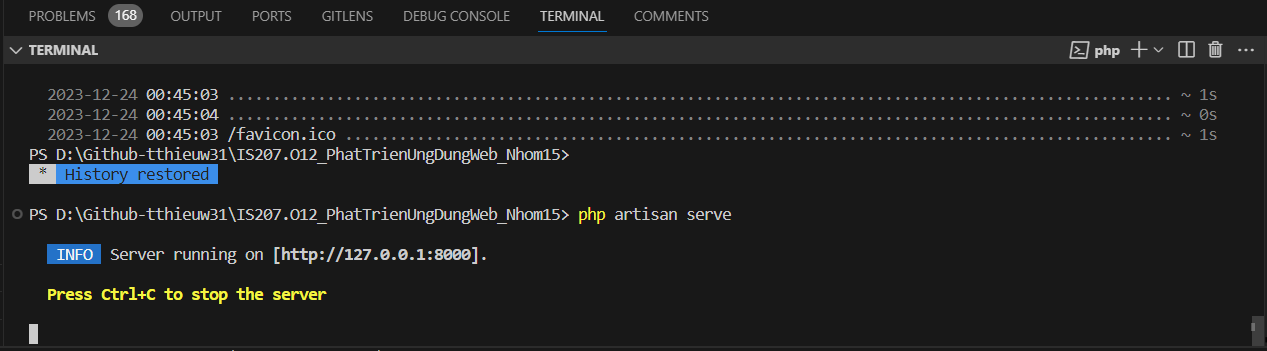 PROBLEMS 168 OUTPUT PORTS GITLENS DEBUG CONSOLE TERMINAL COMMENTS
TERMINAL php
2023-12-24 00:45:03 ......................................................................................................... ~ 1s
2023-12-24 00:45:04 ......................................................................................................... ~ 0s
2023-12-24 00:45:03 /favicon.ico ............................................................................................ ~ 1s
PS D:\Github-tthieuw31\IS207.O12_PhatTrienUngDungWeb_Nhom15>
* History restored
PS D:\Github-tthieuw31\IS207.O12_PhatTrienUngDungWeb_Nhom15> php artisan serve
INFO Server running on [http://127.0.0.1:8000].
Press Ctrl+C to stop the server